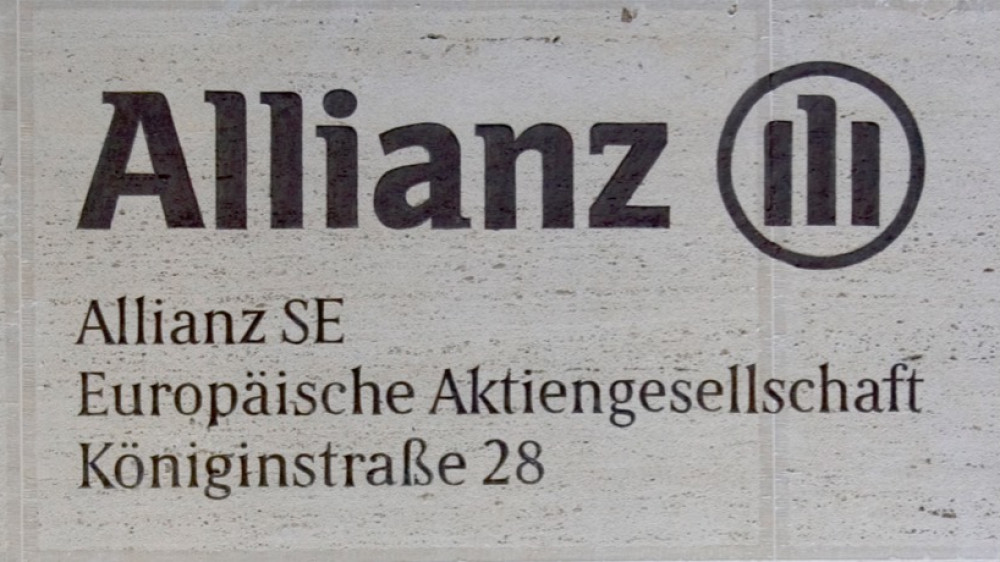 Allianz
Allianz SE
Europäische Aktiengesellschaft
Königinstraße 28